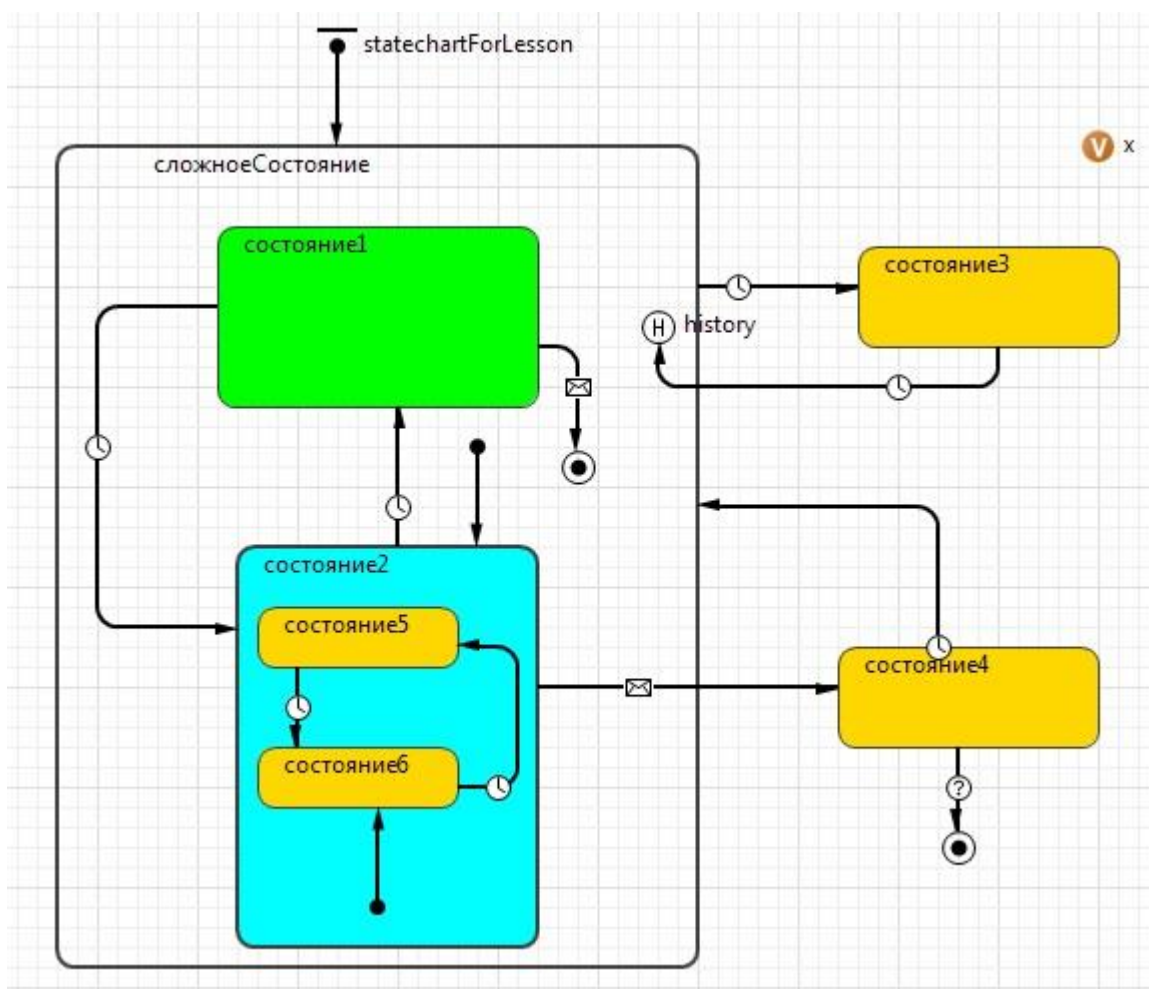 statechartForLesson
сложноеСостояние
x
состояние1
состояние3
H history
состояние2
состояние5
состояние4
состояние6
?